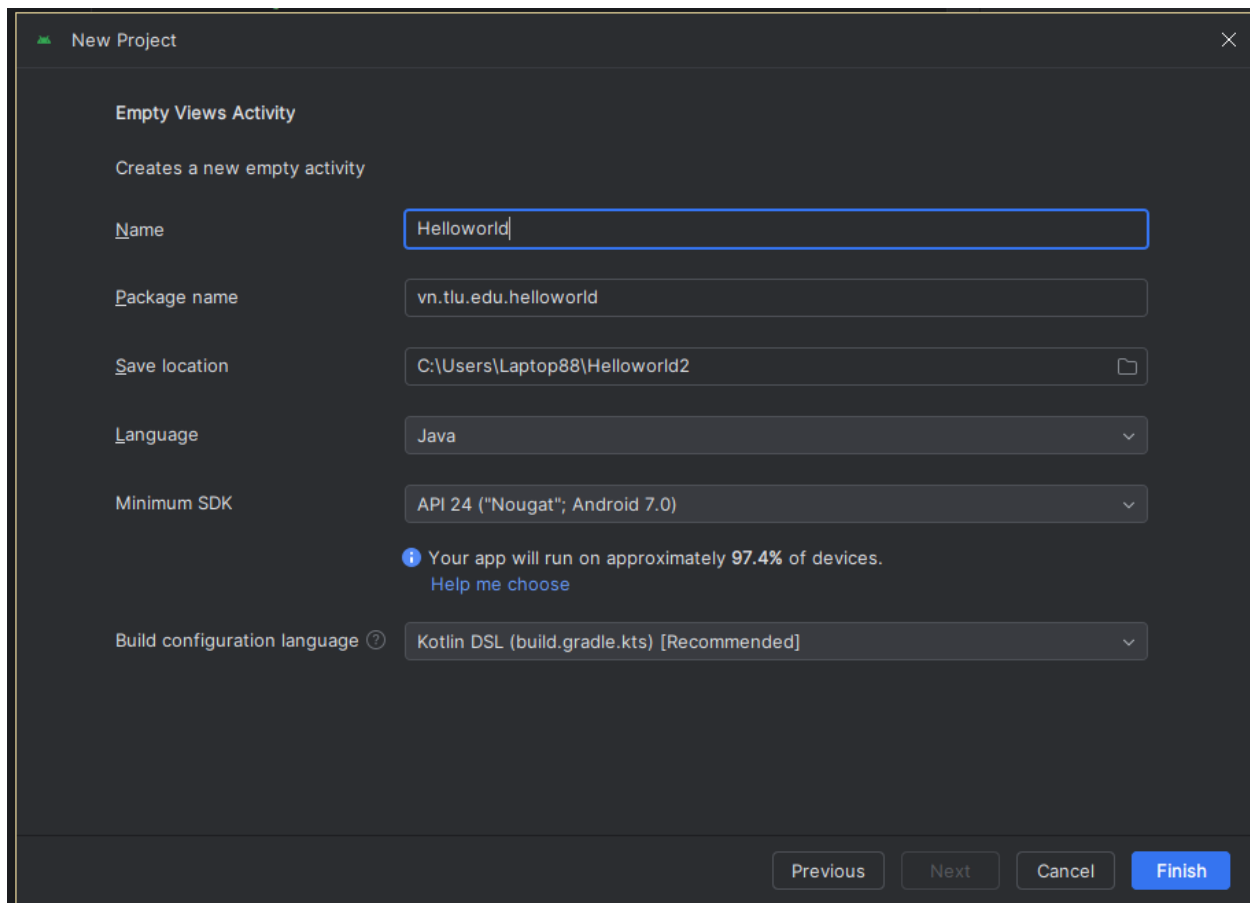 New Project
Empty Views Activity
Creates a new empty activity
Name
Helloworld
Package name
vn.tlu.edu.helloworld
Save location
C:\Users\Laptop88\Helloworld2
Language
Java
Minimum SDK
API 24 ("Nougat"; Android 7.0)
Your app will run on approximately 97.4% of devices.
Help me choose
Build configuration language ?
Kotlin DSL (build.gradle.kts) [Recommended]
Previous Next Cancel Finish